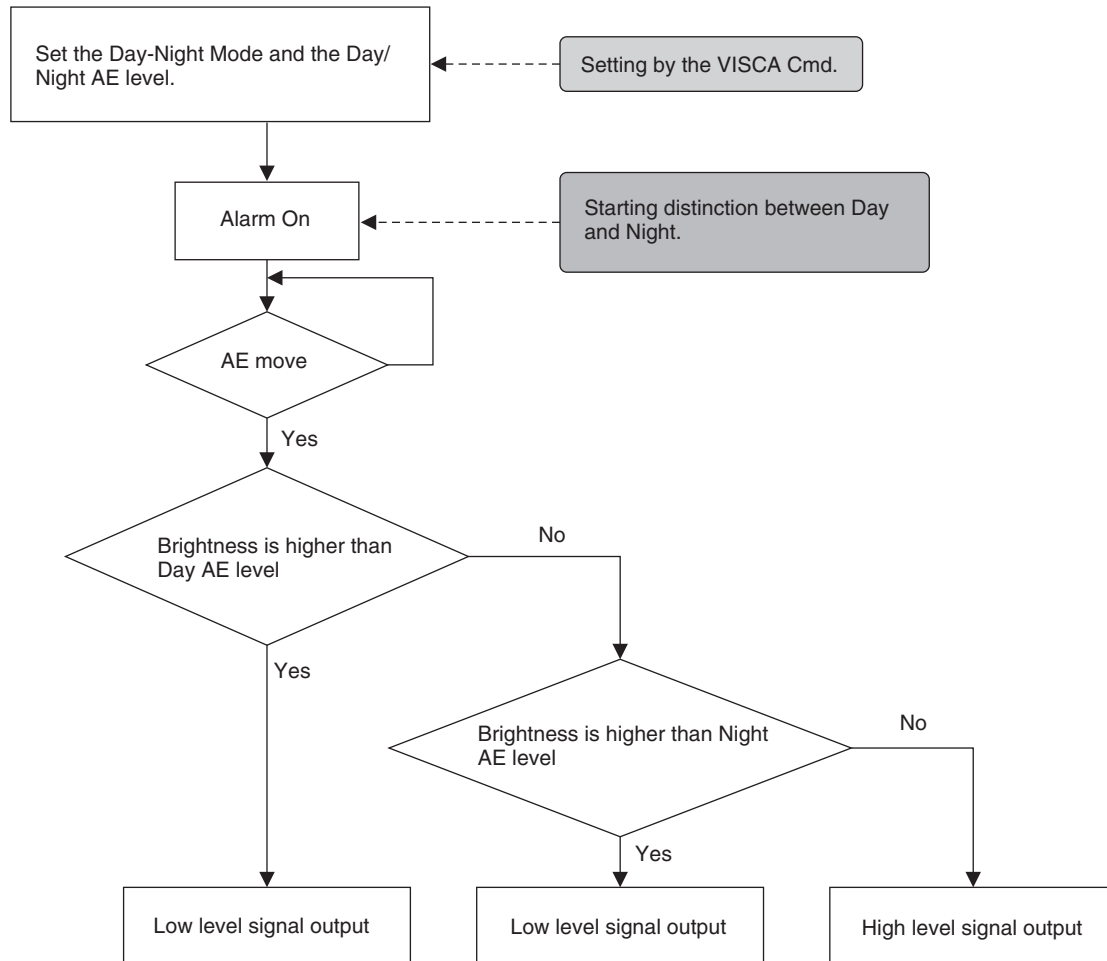 Set the Day-Night Mode and the Day/
Night AE level.
Setting by the VISCA Cmd.
Alarm On
Starting distinction between Day
and Night.
AE move
Yes
Brightness is higher than
Day AE level
No
Yes
Brightness is higher than Night
AE level
No
Yes
Low level signal output
Low level signal output
High level signal output